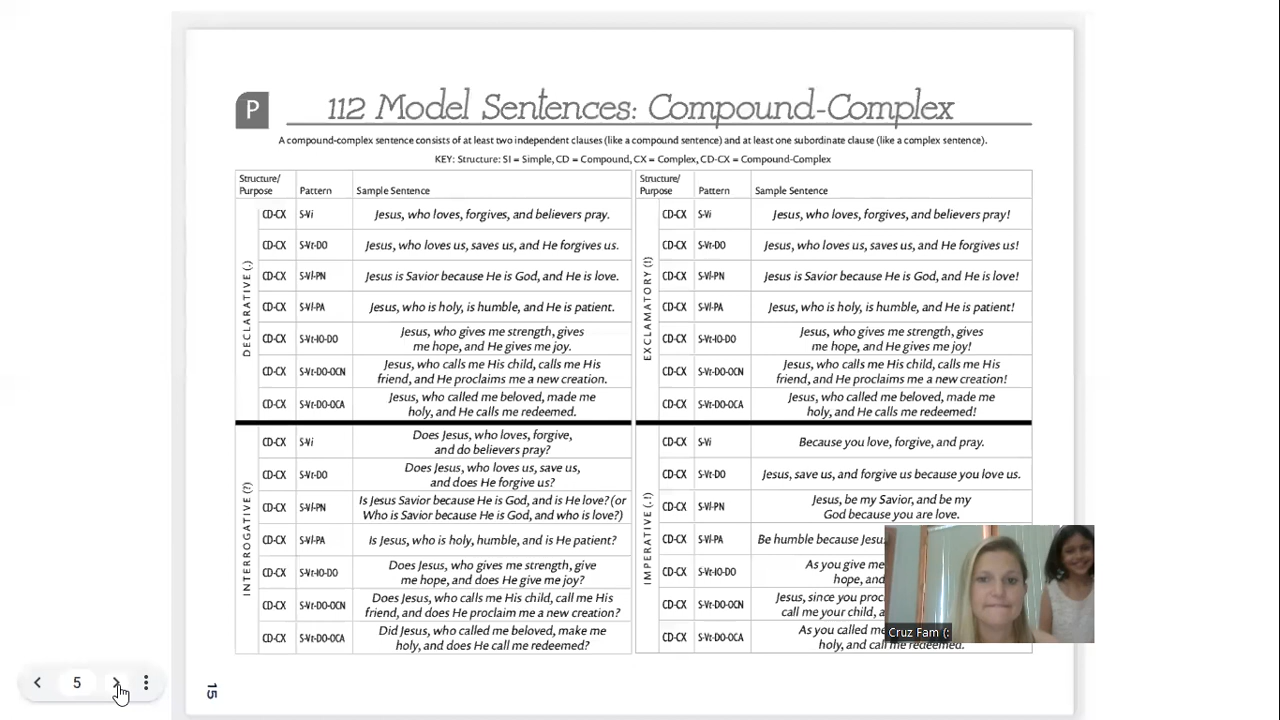 P
112 Model Sentences: Compound-Complex
A compound-complex sentence consists of at least two independent clauses (like a compound sentence) and at least one subordinate clause (like a complex sentence).
KEY: Structure: SI = Simple, CD = Compound, CX = Complex, CD-CX = Compound-Complex
Structure/
Purpose Pattern Sample Sentence
DECLARATIVE (.)
CD-CX S-Vi Jesus, who loves, forgives, and believers pray.
CD-CX S-Vt-DO Jesus, who loves us, saves us, and He forgives us.
CD-CX S-Vl-PN Jesus is Savior because He is God, and He is love.
CD-CX S-Vl-PA Jesus, who is holy, is humble, and He is patient.
CD-CX S-Vt-IO-DO Jesus, who gives me strength, gives
me hope, and He gives me joy.
CD-CX S-Vt-DO-OCN Jesus, who calls me His child, calls me His
friend, and He proclaims me a new creation.
CD-CX S-Vt-DO-OCA Jesus, who called me beloved, made me
holy, and He calls me redeemed.
INTERROGATIVE (?)
CD-CX S-Vi Does Jesus, who loves, forgive,
and do believers pray?
CD-CX S-Vt-DO Does Jesus, who loves us, save us,
and does He forgive us?
CD-CX S-Vl-PN Is Jesus Savior because He is God, and is He love? (or
Who is Savior because He is God, and who is love?)
CD-CX S-Vl-PA Is Jesus, who is holy, humble, and is He patient?
CD-CX S-Vt-IO-DO Does Jesus, who gives me strength, give
me hope, and does He give me joy?
CD-CX S-Vt-DO-OCN Does Jesus, who calls me His child, call me His
friend, and does He proclaim me a new creation?
CD-CX S-Vt-DO-OCA Did Jesus, who called me beloved, make me
holy, and does He call me redeemed?
Structure/
Purpose Pattern Sample Sentence
EXCLAMATORY (!)
CD-CX S-Vi Jesus, who loves, forgives, and believers pray!
CD-CX S-Vt-DO Jesus, who loves us, saves us, and He forgives us!
CD-CX S-Vl-PN Jesus is Savior because He is God, and He is love!
CD-CX S-Vl-PA Jesus, who is holy, is humble, and He is patient!
CD-CX S-Vt-IO-DO Jesus, who gives me strength, gives
me hope, and He gives me joy!
CD-CX S-Vt-DO-OCN Jesus, who calls me His child, calls me His
friend, and He proclaims me a new creation!
CD-CX S-Vt-DO-OCA Jesus, who called me beloved, made me
holy, and He calls me redeemed!
IMPERATIVE (. !)
CD-CX S-Vi Because you love, forgive, and pray.
CD-CX S-Vt-DO Jesus, save us, and forgive us because you love us.
CD-CX S-Vl-PN Jesus, be my Savior, and be my
God because you are love.
CD-CX S-Vl-PA Be humble because Jesus
CD-CX S-Vt-IO-DO As you give me
hope, and
CD-CX S-Vt-DO-OCN Jesus, since you
call me your child,
CD-CX S-Vt-DO-OCA As you called me
holy, and call me redeemed.
Cruz Fam (:
15
5